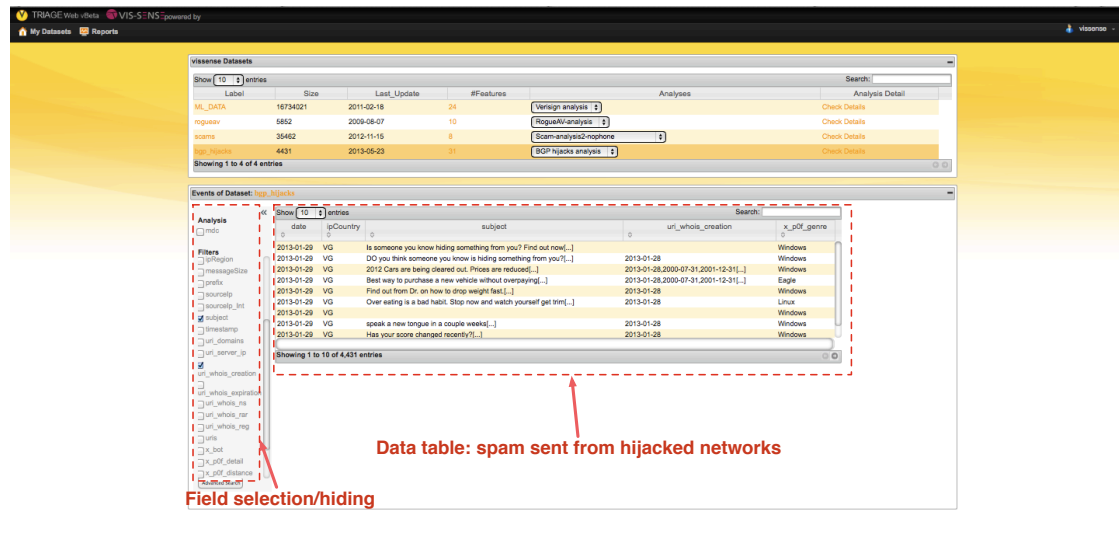 TRIAGE Web vBeta VIS-SENSE powered by
My Datasets Reports vissense
vissense Datasets
Show 10 entries Search:
Label Size Last_Update #Features Analyses Analysis Detail
ML_DATA 16734021 2011-02-18 24 Verisign analysis Check Details
rogueav 5852 2009-08-07 10 RogueAV-analysis Check Details
scams 35462 2012-11-15 8 Scam-analysis2-nophone Check Details
bgp_hijacks 4431 2013-05-23 31 BGP hijacks analysis Check Details
Showing 1 to 4 of 4 entries
Events of Dataset: bgp_hijacks
Analysis
mdc
Filters
ipRegion
messageSize
prefix
sourceip
sourceip_int
subject
timestamp
uri_domains
uri_server_ip
uri_whois_creation
uri_whois_expiration
uri_whois_ns
uri_whois_rar
uri_whois_reg
uris
x_bot
x_p0f_detail
x_p0f_distance
Advanced Search
« Show 10 entries Search:
date ipCountry subject uri_whois_creation x_p0f_genre
2013-01-29 VG Is someone you know hiding something from you? Find out now[...] Windows
2013-01-29 VG DO you think someone you know is hiding something from you?[...] 2013-01-28 Windows
2013-01-29 VG 2012 Cars are being cleared out. Prices are reduced[...] 2013-01-28,2000-07-31,2001-12-31[...] Windows
2013-01-29 VG Best way to purchase a new vehicle without overpaying[...] 2013-01-28,2000-07-31,2001-12-31[...] Eagle
2013-01-29 VG Find out from Dr. on how to drop weight fast.[...] 2013-01-28 Windows
2013-01-29 VG Over eating is a bad habit. Stop now and watch yourself get trim[...] 2013-01-28 Linux
2013-01-29 VG Windows
2013-01-29 VG speak a new tongue in a couple weeks[...] 2013-01-28 Windows
2013-01-29 VG Has your score changed recently?[...] 2013-01-28 Windows
Showing 1 to 10 of 4,431 entries
Data table: spam sent from hijacked networks
Field selection/hiding